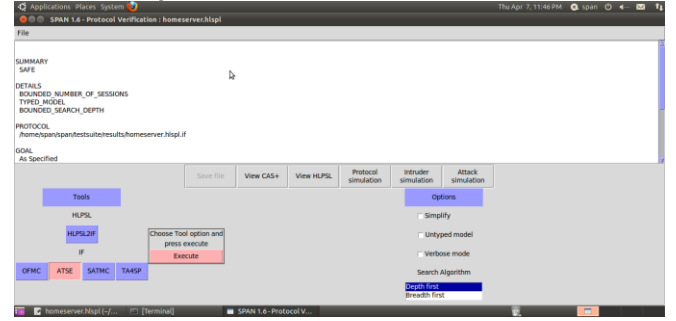 Applications Places System Thu Apr 7, 11:46 PM span
SPAN 1.6 - Protocol Verification : homeserver.hlspl
File
SUMMARY
SAFE
DETAILS
BOUNDED_NUMBER_OF_SESSIONS
TYPED_MODEL
BOUNDED_SEARCH_DEPTH
PROTOCOL
/home/span/span/testsuite/results/homeserver.hlspl.if
GOAL
As Specified
Save file View CAS+ View HLPSL Protocol simulation Intruder simulation Attack simulation
Tools
Options
HLPSL
Simplify
HLPSL2IF
Choose Tool option and
press execute
Untyped model
IF
Execute
Verbose mode
OFMC ATSE SATMC TA4SP
Search Algorithm
Depth first
Breadth first
homeserver.hlspl (~/... [Terminal] SPAN 1.6 - Protocol V...